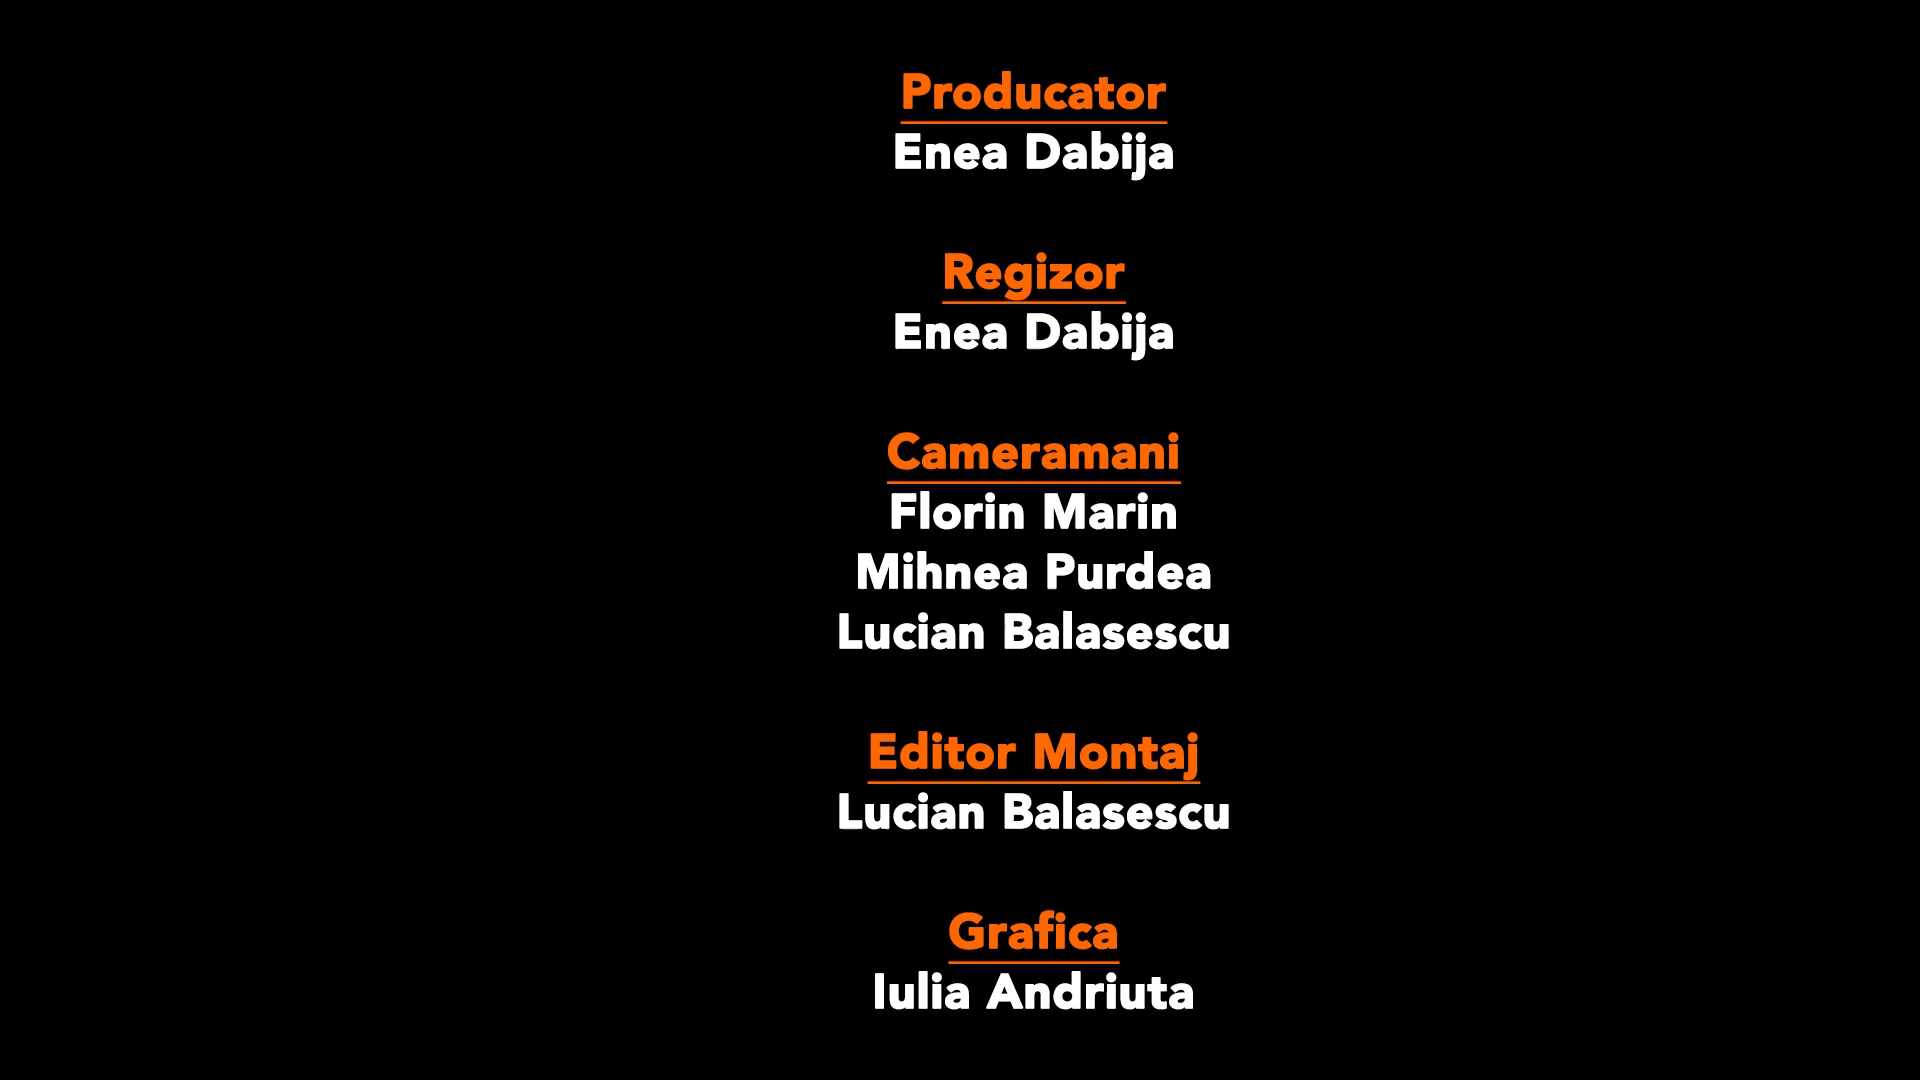 Producator
Enea Dabija
Regizor
Enea Dabija
Cameramani
Florin Marin
Mihnea Purdea
Lucian Balasescu
Editor Montaj
Lucian Balasescu
Grafica
Iulia Andriuta